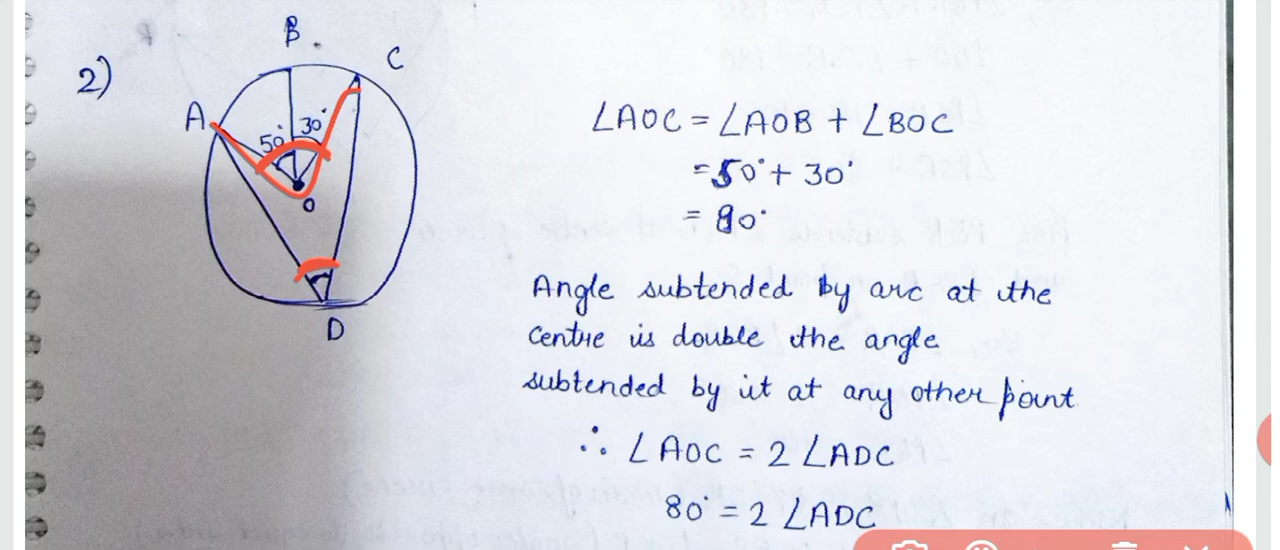 2)
B
C
A
50°
30°
O
D
∠AOC = ∠AOB + ∠BOC
= 50° + 30°
= 80°
Angle subtended by arc at the
centre is double the angle
subtended by it at any other point
∴ ∠AOC = 2 ∠ADC
80° = 2 ∠ADC